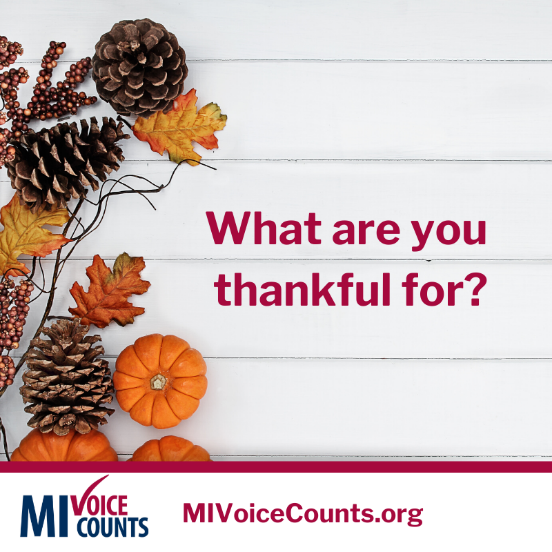 What are you
thankful for?
MI VOICE
COUNTS
MIVoiceCounts.org